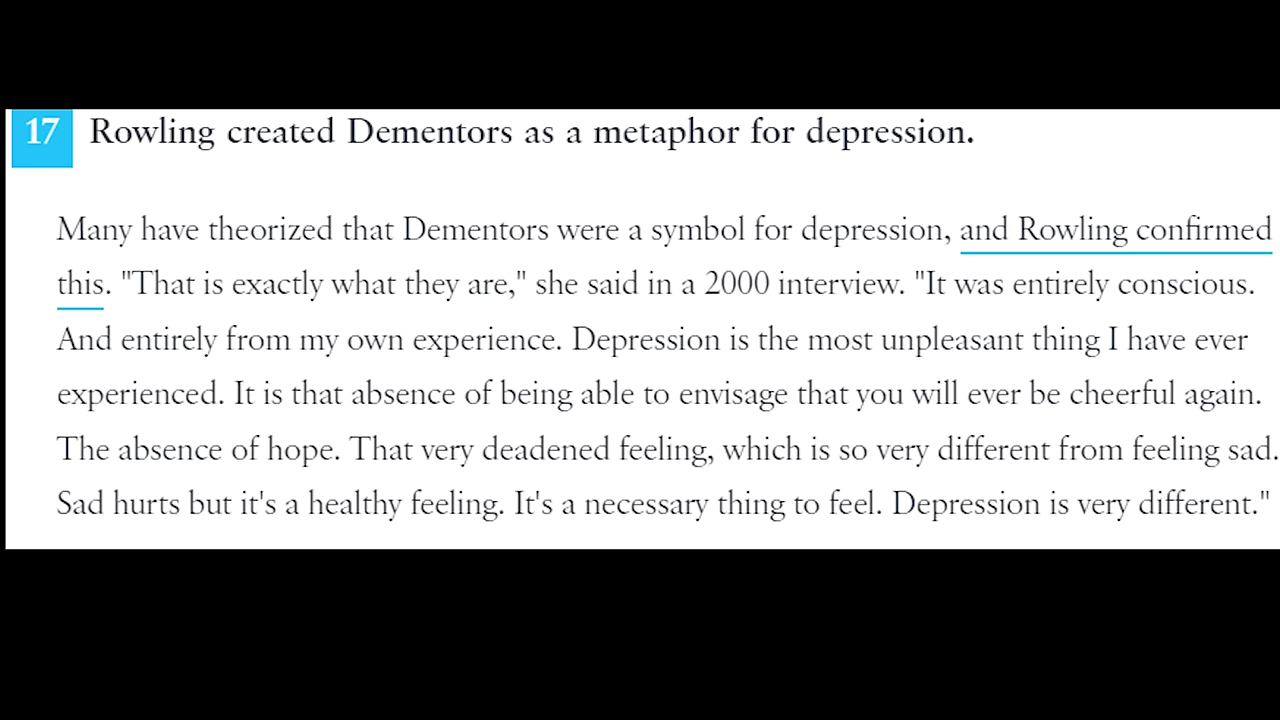 17 Rowling created Dementors as a metaphor for depression.
Many have theorized that Dementors were a symbol for depression, and Rowling confirmed
this. "That is exactly what they are," she said in a 2000 interview. "It was entirely conscious.
And entirely from my own experience. Depression is the most unpleasant thing I have ever
experienced. It is that absence of being able to envisage that you will ever be cheerful again.
The absence of hope. That very deadened feeling, which is so very different from feeling sad.
Sad hurts but it's a healthy feeling. It's a necessary thing to feel. Depression is very different."